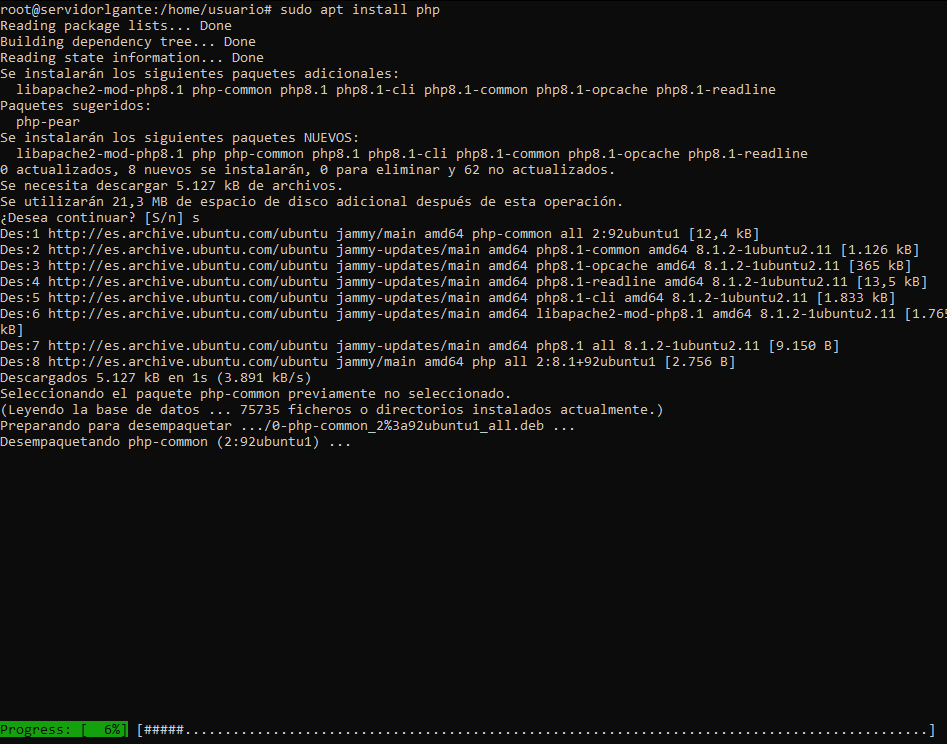 root@servidorlgante:/home/usuario# sudo apt install php
Reading package lists... Done
Building dependency tree... Done
Reading state information... Done
Se instalarán los siguientes paquetes adicionales:
  libapache2-mod-php8.1 php-common php8.1 php8.1-cli php8.1-common php8.1-opcache php8.1-readline
Paquetes sugeridos:
  php-pear
Se instalarán los siguientes paquetes NUEVOS:
  libapache2-mod-php8.1 php php-common php8.1 php8.1-cli php8.1-common php8.1-opcache php8.1-readline
0 actualizados, 8 nuevos se instalarán, 0 para eliminar y 62 no actualizados.
Se necesita descargar 5.127 kB de archivos.
Se utilizarán 21,3 MB de espacio de disco adicional después de esta operación.
¿Desea continuar? [S/n] s
Des:1 http://es.archive.ubuntu.com/ubuntu jammy/main amd64 php-common all 2:92ubuntu1 [12,4 kB]
Des:2 http://es.archive.ubuntu.com/ubuntu jammy-updates/main amd64 php8.1-common amd64 8.1.2-1ubuntu2.11 [1.126 kB]
Des:3 http://es.archive.ubuntu.com/ubuntu jammy-updates/main amd64 php8.1-opcache amd64 8.1.2-1ubuntu2.11 [365 kB]
Des:4 http://es.archive.ubuntu.com/ubuntu jammy-updates/main amd64 php8.1-readline amd64 8.1.2-1ubuntu2.11 [13,5 kB]
Des:5 http://es.archive.ubuntu.com/ubuntu jammy-updates/main amd64 php8.1-cli amd64 8.1.2-1ubuntu2.11 [1.833 kB]
Des:6 http://es.archive.ubuntu.com/ubuntu jammy-updates/main amd64 libapache2-mod-php8.1 amd64 8.1.2-1ubuntu2.11 [1.765
kB]
Des:7 http://es.archive.ubuntu.com/ubuntu jammy-updates/main amd64 php8.1 all 8.1.2-1ubuntu2.11 [9.150 B]
Des:8 http://es.archive.ubuntu.com/ubuntu jammy/main amd64 php all 2:8.1+92ubuntu1 [2.756 B]
Descargados 5.127 kB en 1s (3.891 kB/s)
Seleccionando el paquete php-common previamente no seleccionado.
(Leyendo la base de datos ... 75735 ficheros o directorios instalados actualmente.)
Preparando para desempaquetar .../0-php-common_2%3a92ubuntu1_all.deb ...
Desempaquetando php-common (2:92ubuntu1) ...
Progress: [  6%] [#####.............................................................................................]